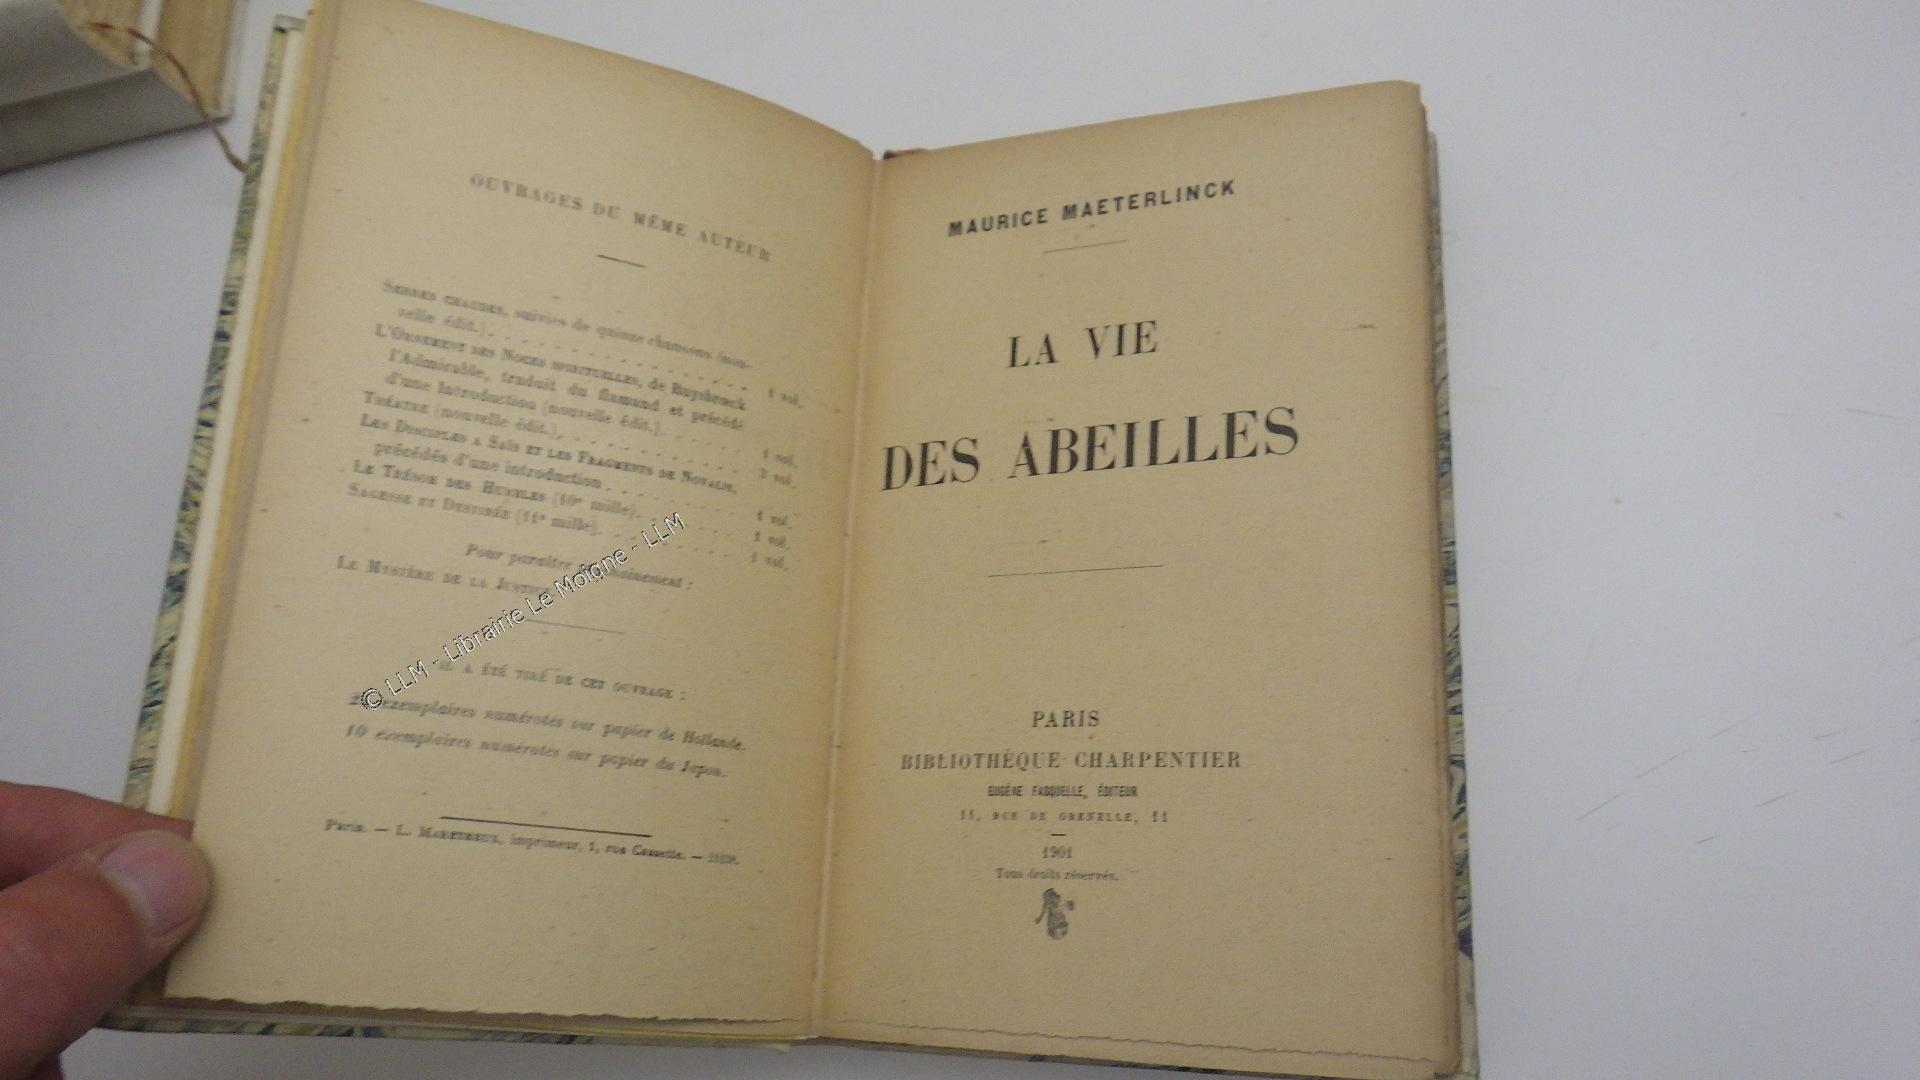 OUVRAGES DU MÊME AUTEUR
SERRES CHAUDES, suivies de quinze chansons (nou-
velle édit.). . . . . . . . . . . . . . . 1 vol.
L'ORNEMENT DES NOCES SPIRITUELLES, de Ruysbroeck
l'Admirable, traduit du flamand et précédé
d'une Introduction (nouvelle édit.). . . . . . 1 vol.
THÉATRE (nouvelle édit.). . . . . . . . . . . 3 vol.
LES DISCIPLES A SAÏS ET LES FRAGMENTS DE NOVALIS,
précédés d'une introduction . . . . . . . . 1 vol.
LE TRÉSOR DES HUMBLES (10e mille). . . . . . 1 vol.
SAGESSE ET DESTINÉE (11e mille). . . . . . . 1 vol.
Pour paraître :
LE MYSTÈRE DE LA JUSTICE
A ÉTÉ TIRÉ DE CET OUVRAGE :
exemplaires numérotés sur papier de Hollande.
10 exemplaires numérotés sur papier du Japon.
Paris. — L. MARETHEUX, imprimeur, 1, rue Cassette. —
© LLM - Librairie Le Moigne - LLM
MAURICE MAETERLINCK
LA VIE
DES ABEILLES
PARIS
BIBLIOTHÈQUE-CHARPENTIER
EUGÈNE FASQUELLE, ÉDITEUR
11, RUE DE GRENELLE, 11
1901
Tous droits réservés.